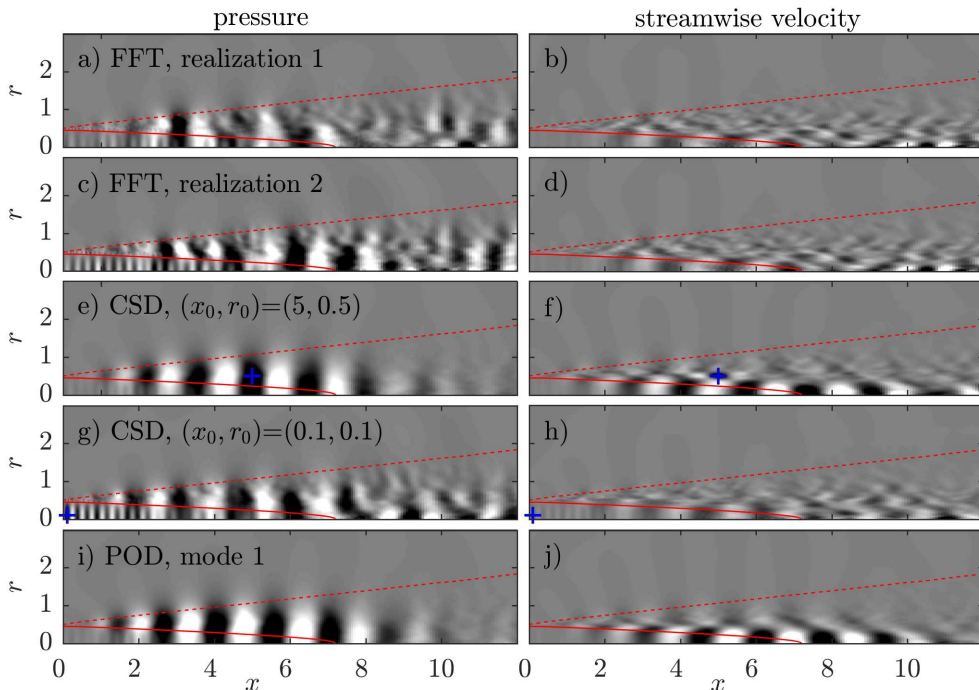 pressure
streamwise velocity
a) FFT, realization 1
b)
r
2
1
0
c) FFT, realization 2
d)
r
2
1
0
e) CSD, (x₀, r₀)=(5, 0.5)
f)
r
2
1
0
g) CSD, (x₀, r₀)=(0.1, 0.1)
h)
r
2
1
0
i) POD, mode 1
j)
r
2
1
0
0 2 4 6 8 10
0 2 4 6 8 10
x
x